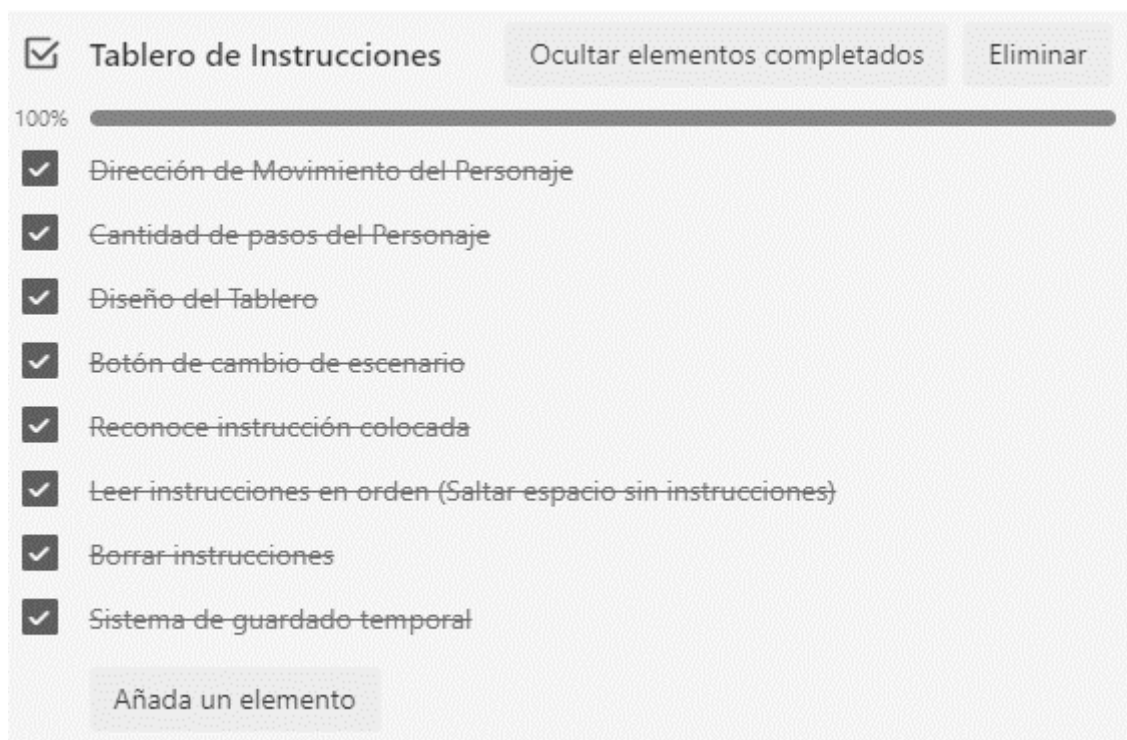 Tablero de Instrucciones Ocultar elementos completados Eliminar
100%
Dirección de Movimiento del Personaje
Cantidad de pasos del Personaje
Diseño del Tablero
Botón de cambio de escenario
Reconoce instrucción colocada
Leer instrucciones en orden (Saltar espacio sin instrucciones)
Borrar instrucciones
Sistema de guardado temporal
Añada un elemento